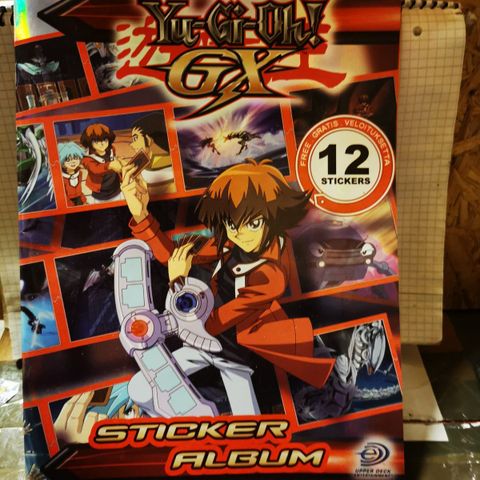 Yu-Gi-Oh!
GX
FREE GRATIS VELOITUKSETTA
12
STICKERS
STICKER
ALBUM
UPPER DECK
ENTERTAINMENT